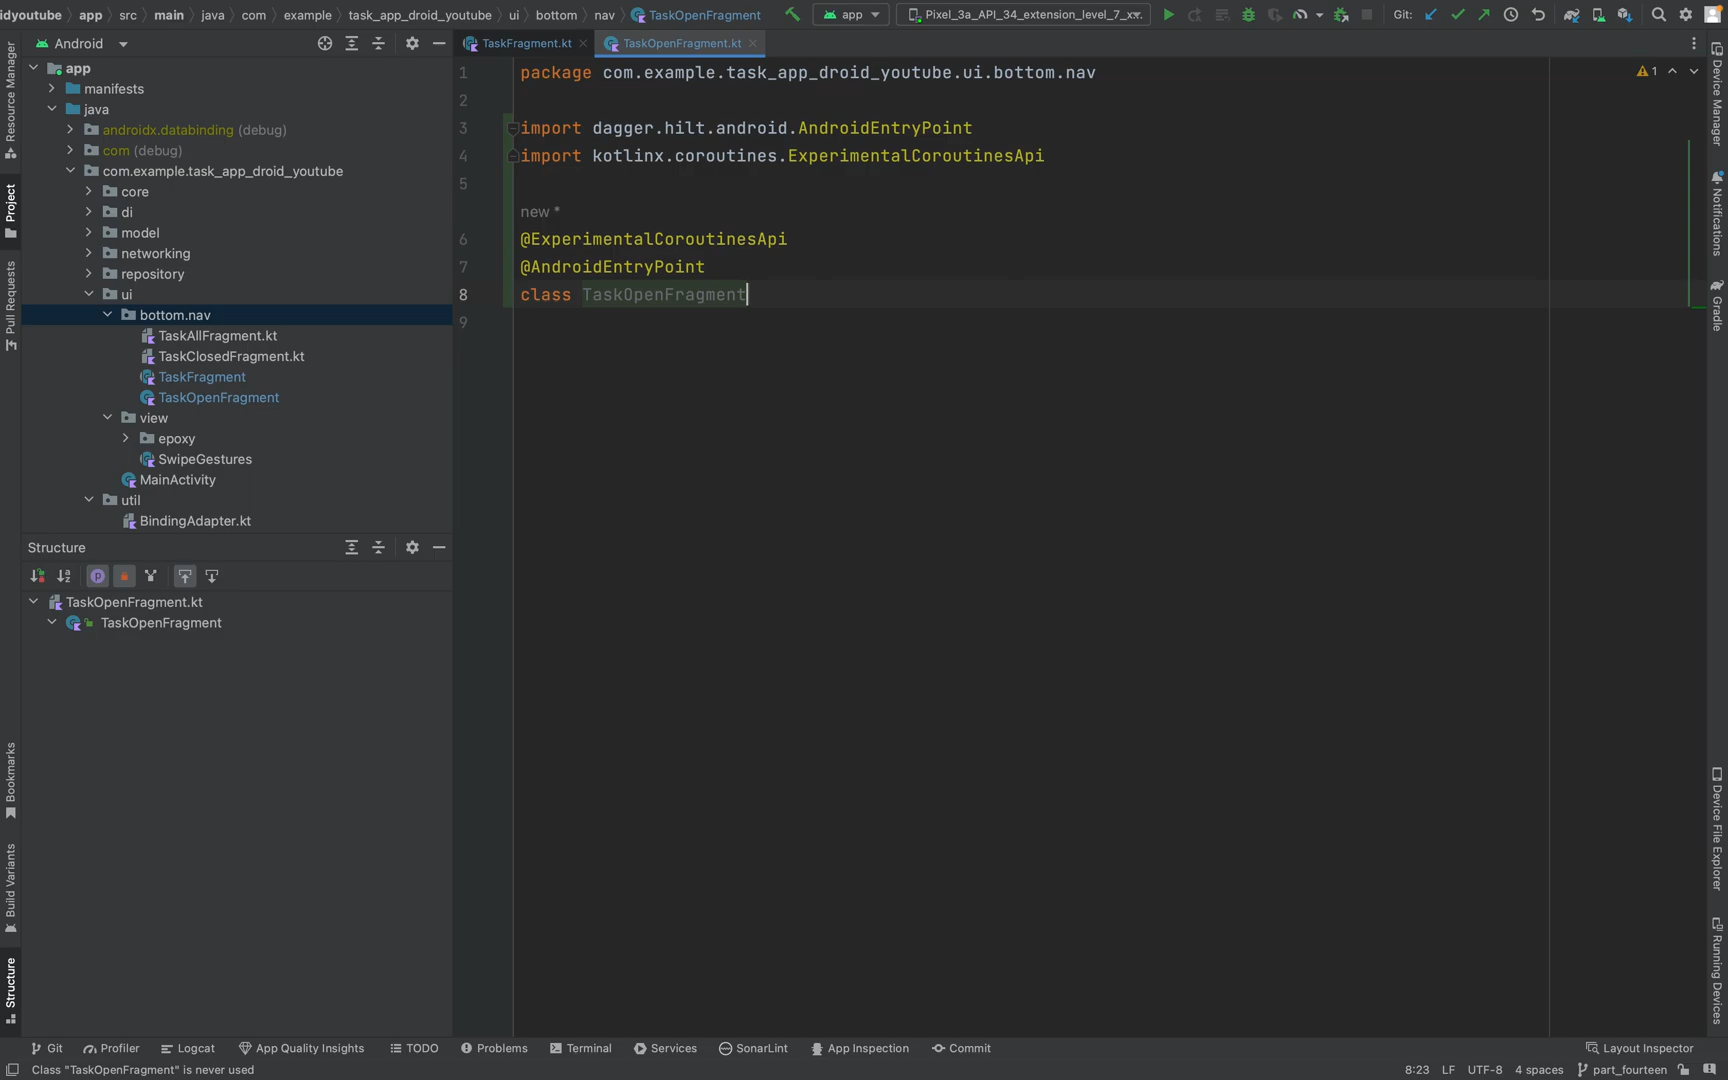 idyoutube app src main java com example task_app_droid_youtube ui bottom nav TaskOpenFragment app Pixel_3a_API_34_extension_level_7_x Git:
Android
TaskFragment.kt TaskOpenFragment.kt
app
manifests
java
androidx.databinding (debug)
com (debug)
com.example.task_app_droid_youtube
core
di
model
networking
repository
ui
bottom.nav
TaskAllFragment.kt
TaskClosedFragment.kt
TaskFragment
TaskOpenFragment
view
epoxy
SwipeGestures
MainActivity
util
BindingAdapter.kt
Structure
TaskOpenFragment.kt
TaskOpenFragment
1 package com.example.task_app_droid_youtube.ui.bottom.nav
2
3 import dagger.hilt.android.AndroidEntryPoint
4 import kotlinx.coroutines.ExperimentalCoroutinesApi
5
new *
6 @ExperimentalCoroutinesApi
7 @AndroidEntryPoint
8 class TaskOpenFragment
9
1
Resource Manager
Project
Pull Requests
Bookmarks
Build Variants
Structure
Device Manager
Notifications
Gradle
Device File Explorer
Running Devices
Git Profiler Logcat App Quality Insights TODO Problems Terminal Services SonarLint App Inspection Commit Layout Inspector
Class "TaskOpenFragment" is never used 8:23 LF UTF-8 4 spaces part_fourteen